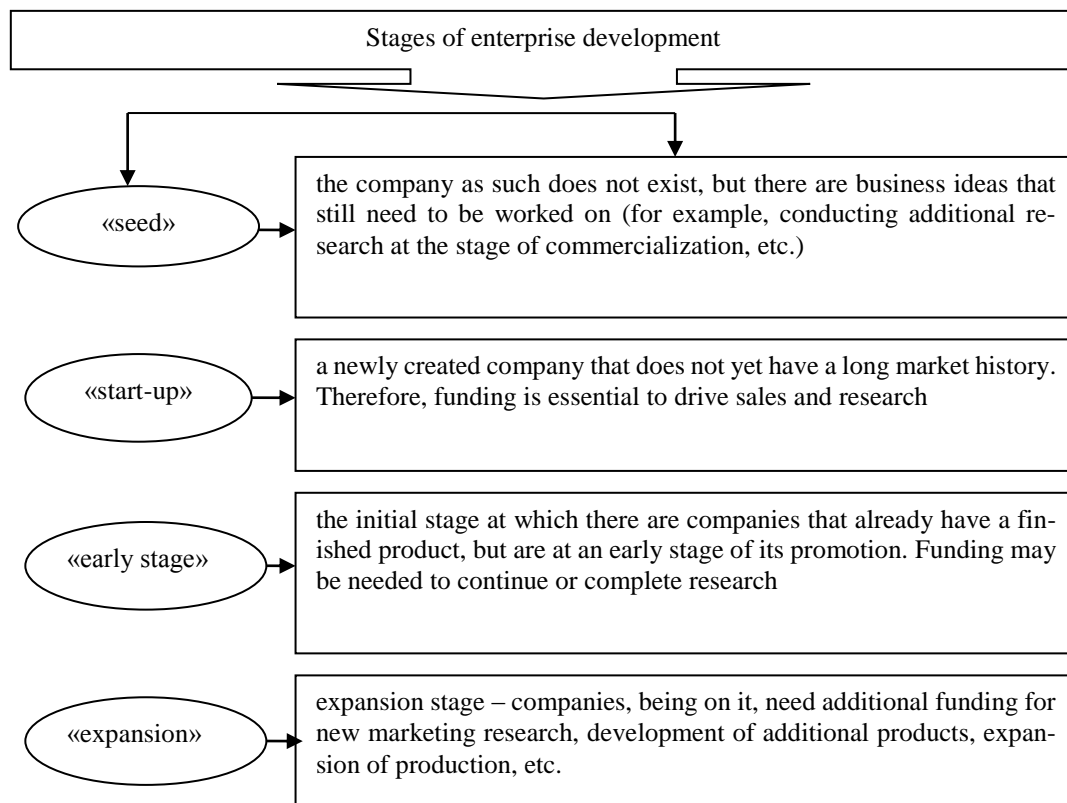 Stages of enterprise development
«seed»
the company as such does not exist, but there are business ideas that
still need to be worked on (for example, conducting additional re-
search at the stage of commercialization, etc.)
«start-up»
a newly created company that does not yet have a long market history.
Therefore, funding is essential to drive sales and research
«early stage»
the initial stage at which there are companies that already have a fin-
ished product, but are at an early stage of its promotion. Funding may
be needed to continue or complete research
«expansion»
expansion stage – companies, being on it, need additional funding for
new marketing research, development of additional products, expan-
sion of production, etc.